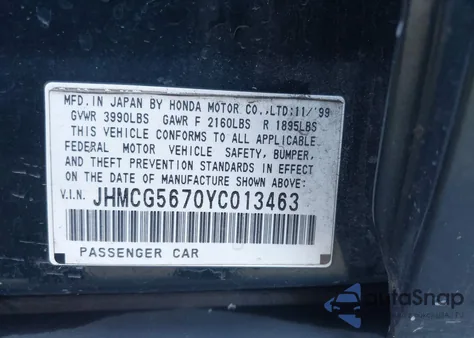 MFD.IN JAPAN BY HONDA MOTOR CO.,LTD:11/'99
GVWR 3990LBS GAWR F 2160LBS R 1895LBS
THIS VEHICLE CONFORMS TO ALL APPLICABLE
FEDERAL MOTOR VEHICLE SAFETY, BUMPER,
AND THEFT PREVENTION STANDARDS IN EFFECT
ON THE DATE OF MANUFACTURE SHOWN ABOVE:
V.I.N. JHMCG5670YC013463
PASSENGER CAR
AutoSnap